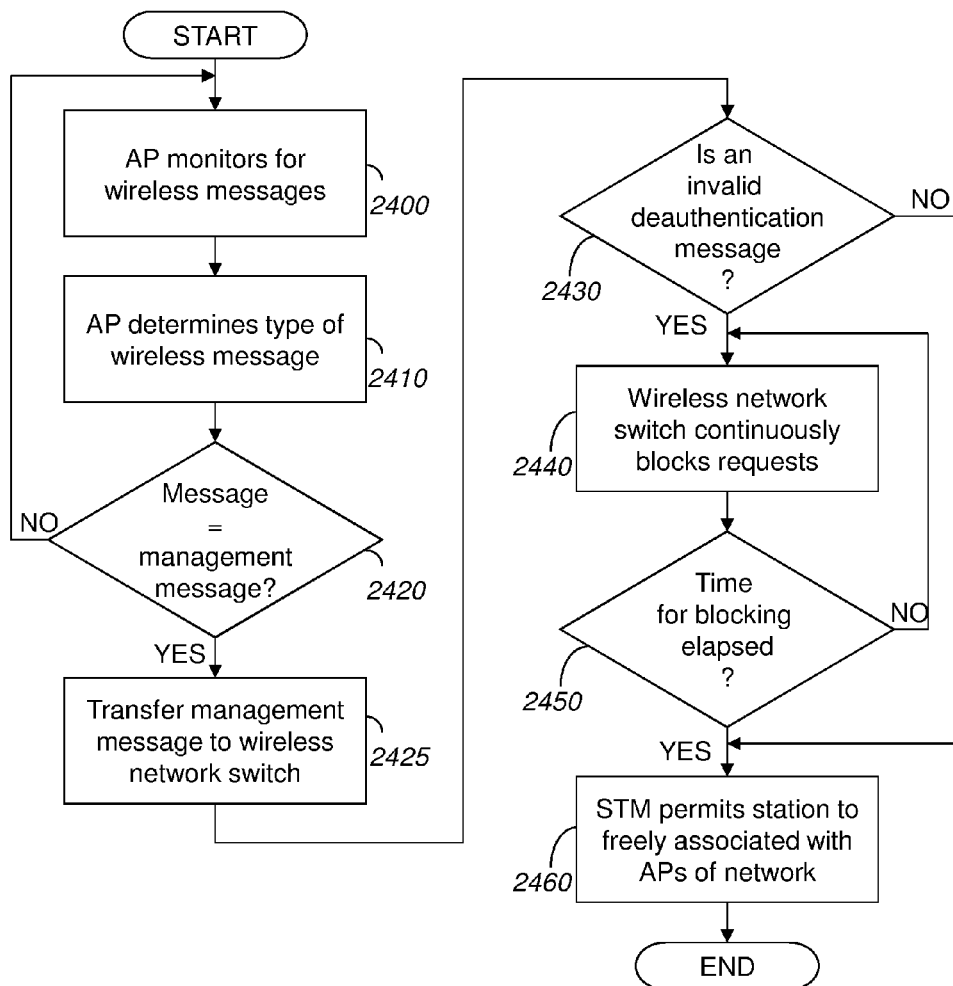 START
AP monitors for
wireless messages
2400
AP determines type of
wireless message
2410
Message
=
management
message?
NO
2420
YES
Transfer management
message to wireless
network switch
2425
Is an
invalid
deauthentication
message
?
NO
2430
YES
Wireless network
switch continuously
blocks requests
2440
Time
for blocking
elapsed
?
NO
2450
YES
STM permits station to
freely associated with
APs of network
2460
END